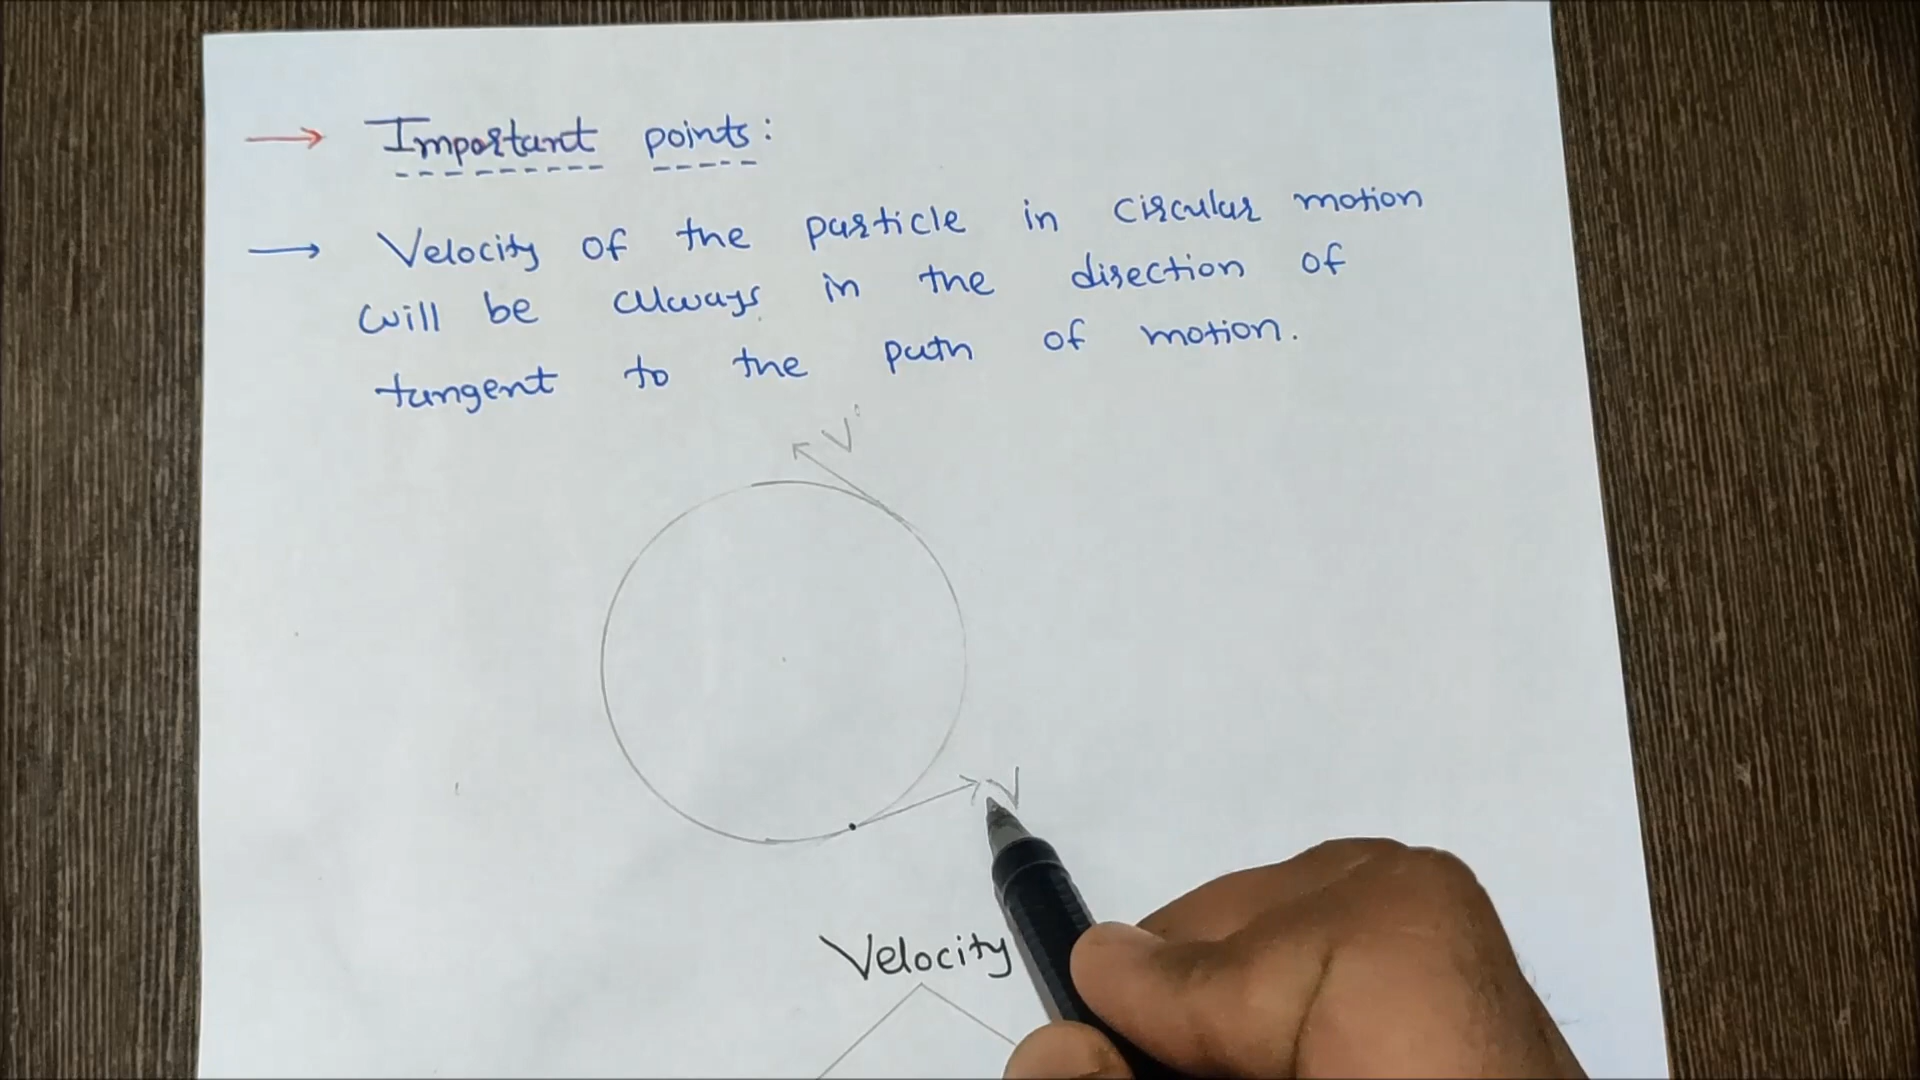 Important points:
Velocity of the particle in circular motion
will be always in the direction of
tangent to the path of motion.
V
V
Velocity